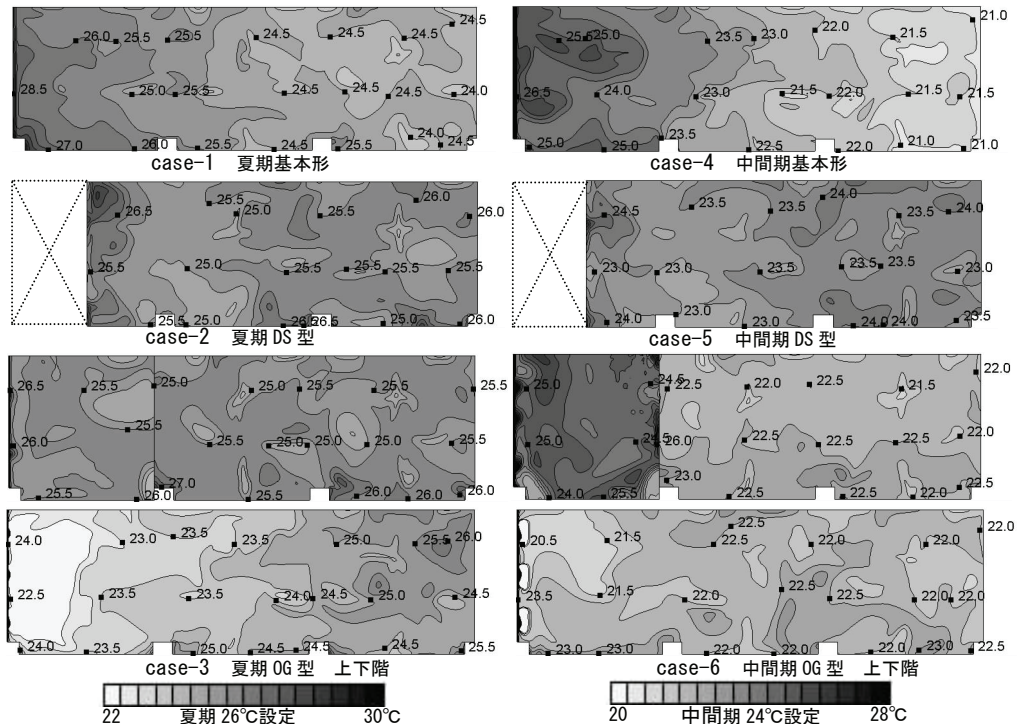 26.0 25.5 25.5 24.5 24.5 24.5 24.5
28.5 25.0 25.5 24.5 24.5 24.5 24.0
27.0 26.0 25.5 24.5 25.5 24.0 24.5
case-1 夏期基本形
25.0 23.5 23.0 22.0 21.5 21.0
26.5 24.0 23.0 21.5 22.0 21.5 21.5
25.0 25.0 23.5 22.5 22.0 21.0 21.0
case-4 中間期基本形
26.5 25.5 25.0 25.5 26.0 26.0
25.5 25.0 25.5 25.5 25.5 25.5
25.5 25.0 26.5 25.0 26.0
case-2 夏期 DS 型
24.5 23.5 23.5 24.0 23.5 24.0
23.0 23.0 23.5 23.5 23.5 23.0
24.0 23.0 23.0 24.0 24.0 23.5
case-5 中間期 DS 型
26.5 25.5 25.0 25.0 25.5 25.0 25.5
26.0 25.5 25.5 25.0 25.0 25.0 25.5
25.5 26.0 27.0 25.5 26.0 26.0 26.0
25.0 24.5 22.5 22.0 22.5 21.5 22.0
25.0 24.5 26.0 22.5 22.5 22.5 22.0
24.0 25.5 23.0 22.5 22.0 22.5
24.0 23.0 23.5 23.5 25.0 25.5 26.0
22.5 23.5 23.5 24.0 24.5 25.0 24.5
24.0 23.5 25.0 24.5 24.5 24.5 25.5
case-3 夏期 OG 型 上下階
20.5 21.5 22.5 22.5 22.0 22.0 22.0
23.5 21.5 22.0 22.5 22.5 22.0 22.0
23.0 23.0 22.5 22.0 23.0 22.5
case-6 中間期 OG 型 上下階
22 夏期 26℃設定 30℃
20 中間期 24℃設定 28℃